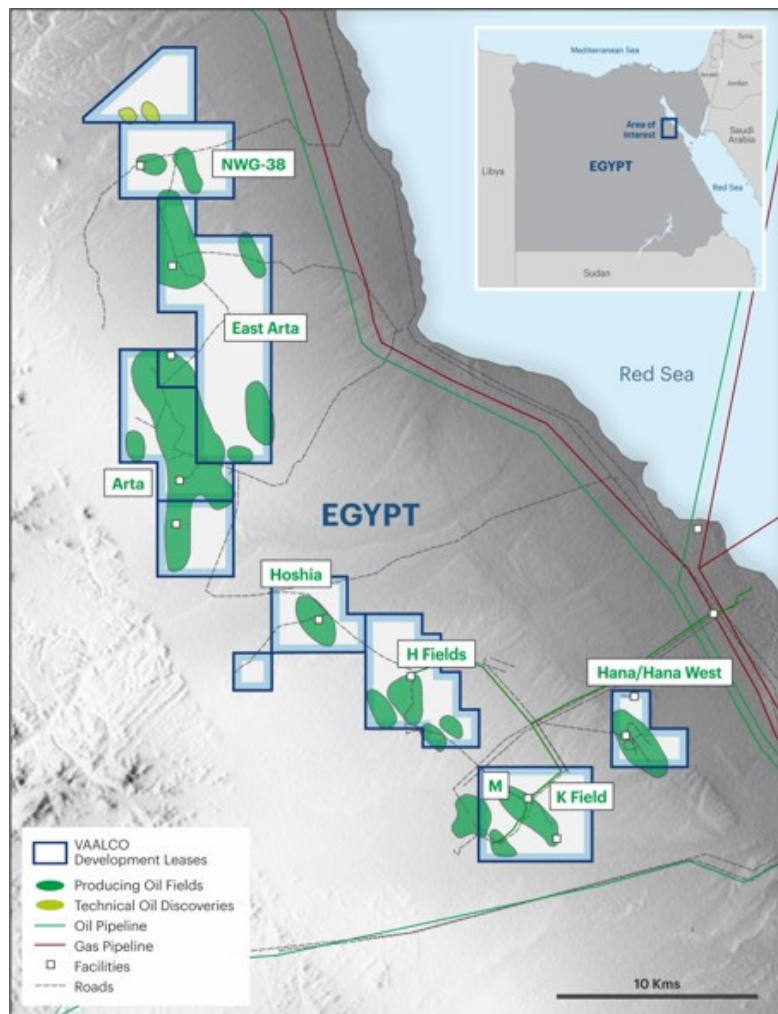 Mediterranean Sea
Syria
Israel
Jordan
Area of
Interest
Saudi
Arabia
EGYPT
Libya
Red Sea
Sudan
NWG-38
East Arta
Red Sea
Arta
EGYPT
Hoshia
H Fields
Hana/Hana West
M
K Field
VAALCO
Development Leases
Producing Oil Fields
Technical Oil Discoveries
Oil Pipeline
Gas Pipeline
Facilities
Roads
10 Kms